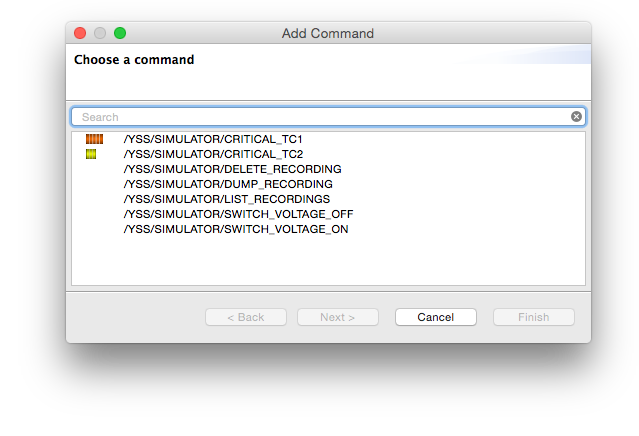 Add Command
Choose a command
Search
/YSS/SIMULATOR/CRITICAL_TC1
/YSS/SIMULATOR/CRITICAL_TC2
/YSS/SIMULATOR/DELETE_RECORDING
/YSS/SIMULATOR/DUMP_RECORDING
/YSS/SIMULATOR/LIST_RECORDINGS
/YSS/SIMULATOR/SWITCH_VOLTAGE_OFF
/YSS/SIMULATOR/SWITCH_VOLTAGE_ON
< Back Next > Cancel Finish